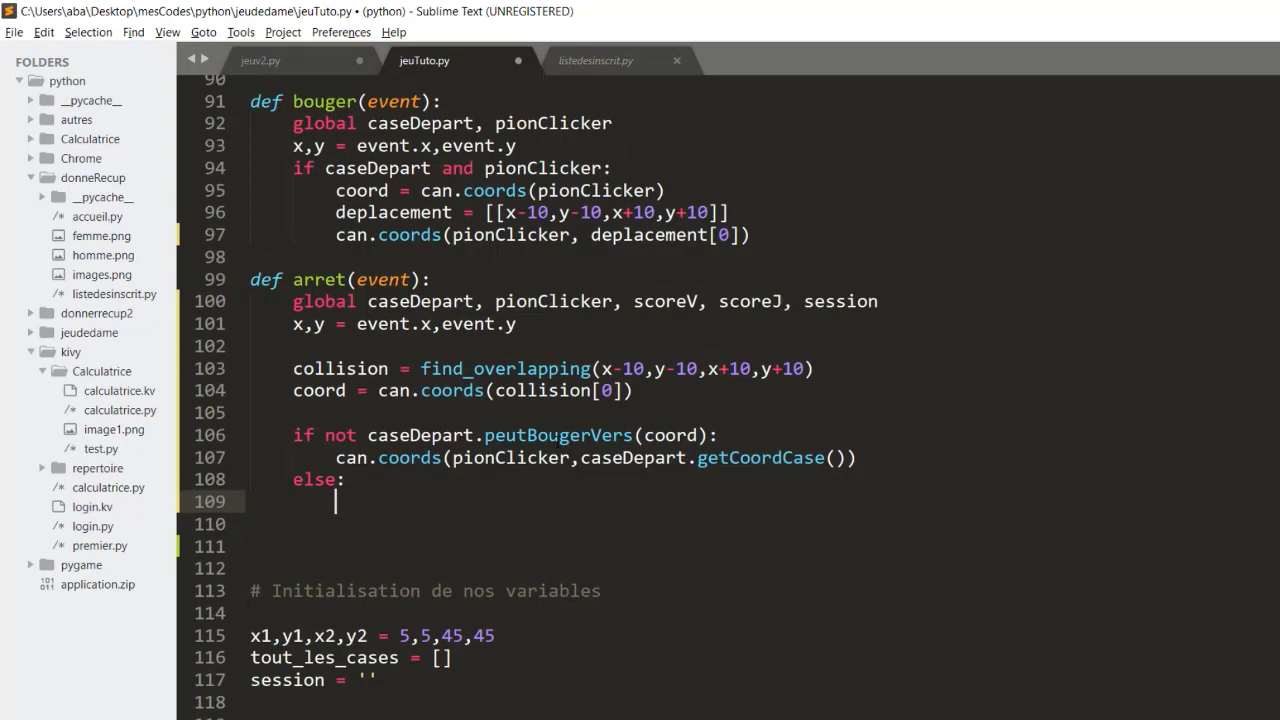 C:\Users\aba\Desktop\mesCodes\python\jeudedame\jeuTuto.py • (python) - Sublime Text (UNREGISTERED)
File Edit Selection Find View Goto Tools Project Preferences Help
FOLDERS
python
__pycache__
autres
Calculatrice
Chrome
donneRecup
__pycache__
/* accueil.py
femme.png
homme.png
images.png
/* listedesinscrit.py
donnerrecup2
jeudedame
kivy
Calculatrice
calculatrice.kv
/* calculatrice.py
image1.png
/* test.py
repertoire
/* calculatrice.py
login.kv
/* login.py
/* premier.py
pygame
application.zip
jeuv2.py
jeuTuto.py
listedesinscrit.py
90
91 def bouger(event):
92 global caseDepart, pionClicker
93 x,y = event.x,event.y
94 if caseDepart and pionClicker:
95 coord = can.coords(pionClicker)
96 deplacement = [[x-10,y-10,x+10,y+10]]
97 can.coords(pionClicker, deplacement[0])
98
99 def arret(event):
100 global caseDepart, pionClicker, scoreV, scoreJ, session
101 x,y = event.x,event.y
102
103 collision = find_overlapping(x-10,y-10,x+10,y+10)
104 coord = can.coords(collision[0])
105
106 if not caseDepart.peutBougerVers(coord):
107 can.coords(pionClicker,caseDepart.getCoordCase())
108 else:
109
110
111
112
113 # Initialisation de nos variables
114
115 x1,y1,x2,y2 = 5,5,45,45
116 tout_les_cases = []
117 session = ''
118